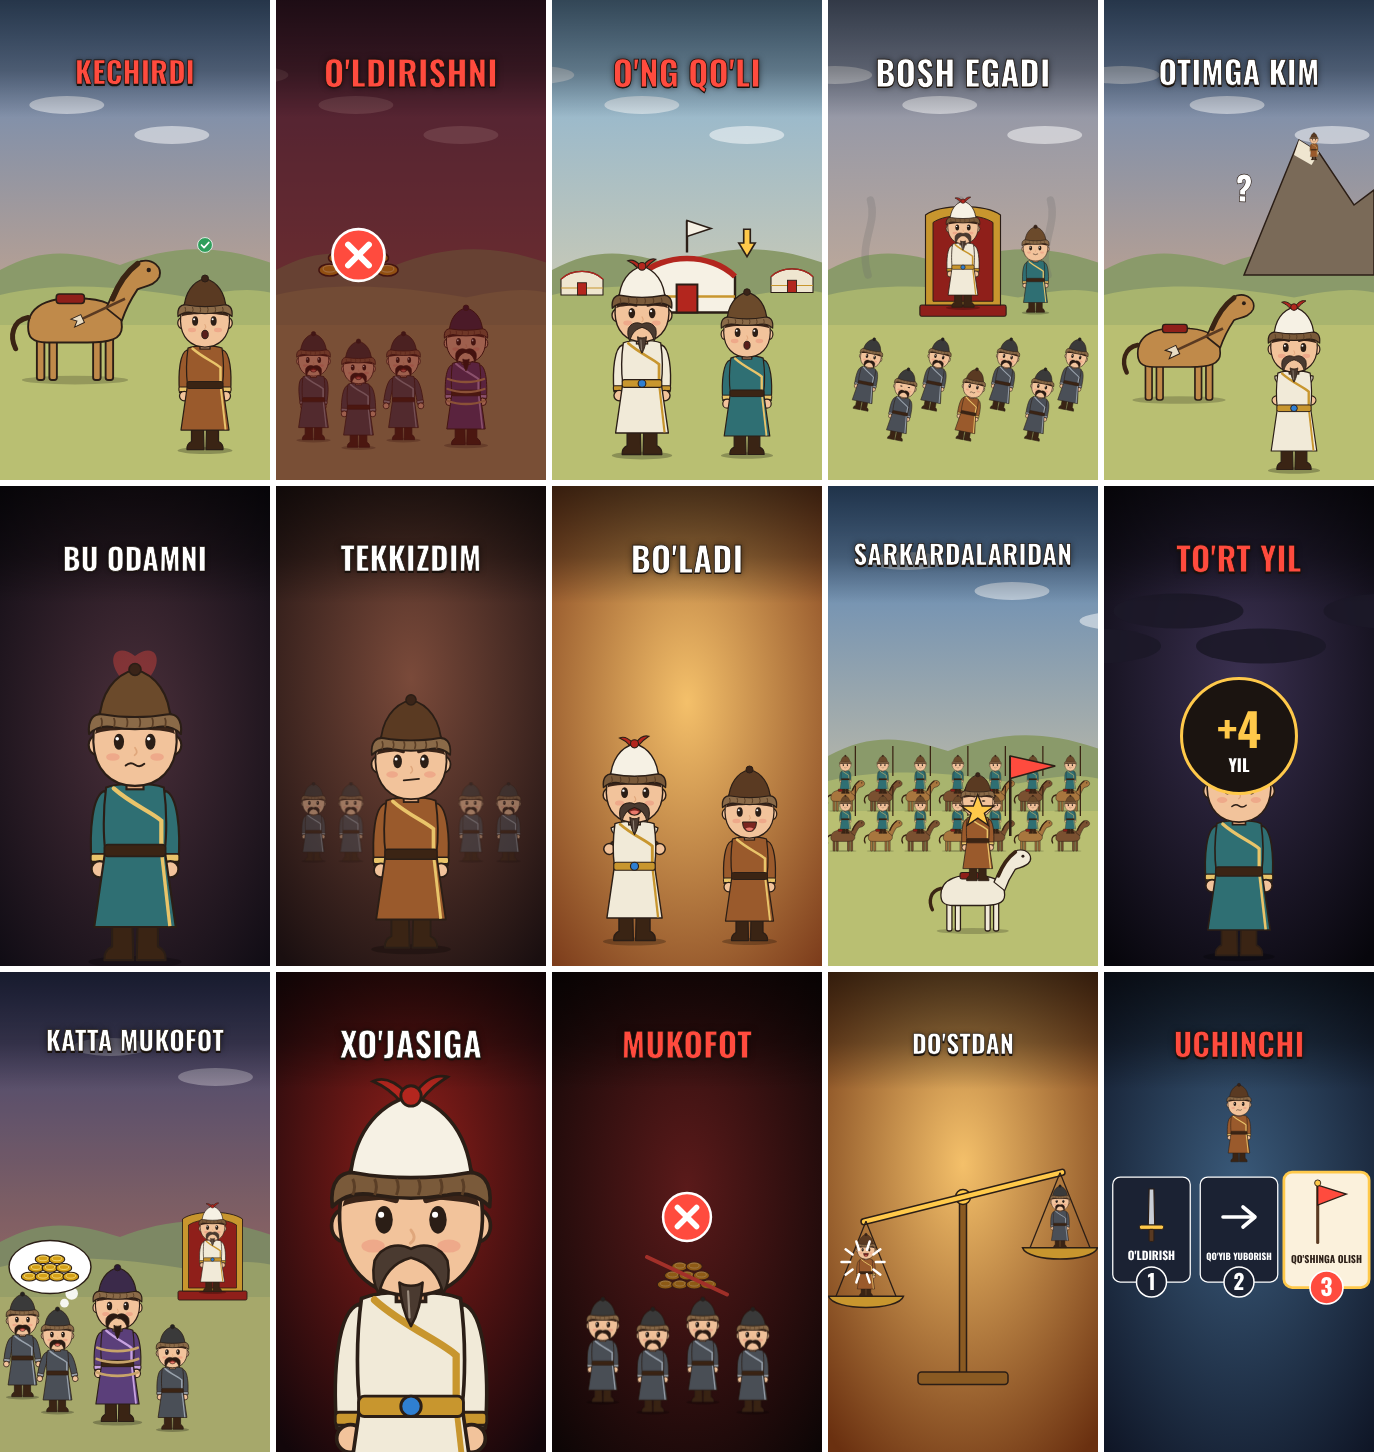 KECHIRDI
O'LDIRISHNI
O'NG QO'LI
BOSH EGADI
OTIMGA KIM
?
BU ODAMNI
TEKKIZDIM
BO'LADI
SARKARDALARIDAN
TO'RT YIL
+4
YIL
KATTA MUKOFOT
XO'JASIGA
MUKOFOT
DO'STDAN
UCHINCHI
O'LDIRISH
QO'YIB YUBORISH
QO'SHINGA OLISH
1
2
3